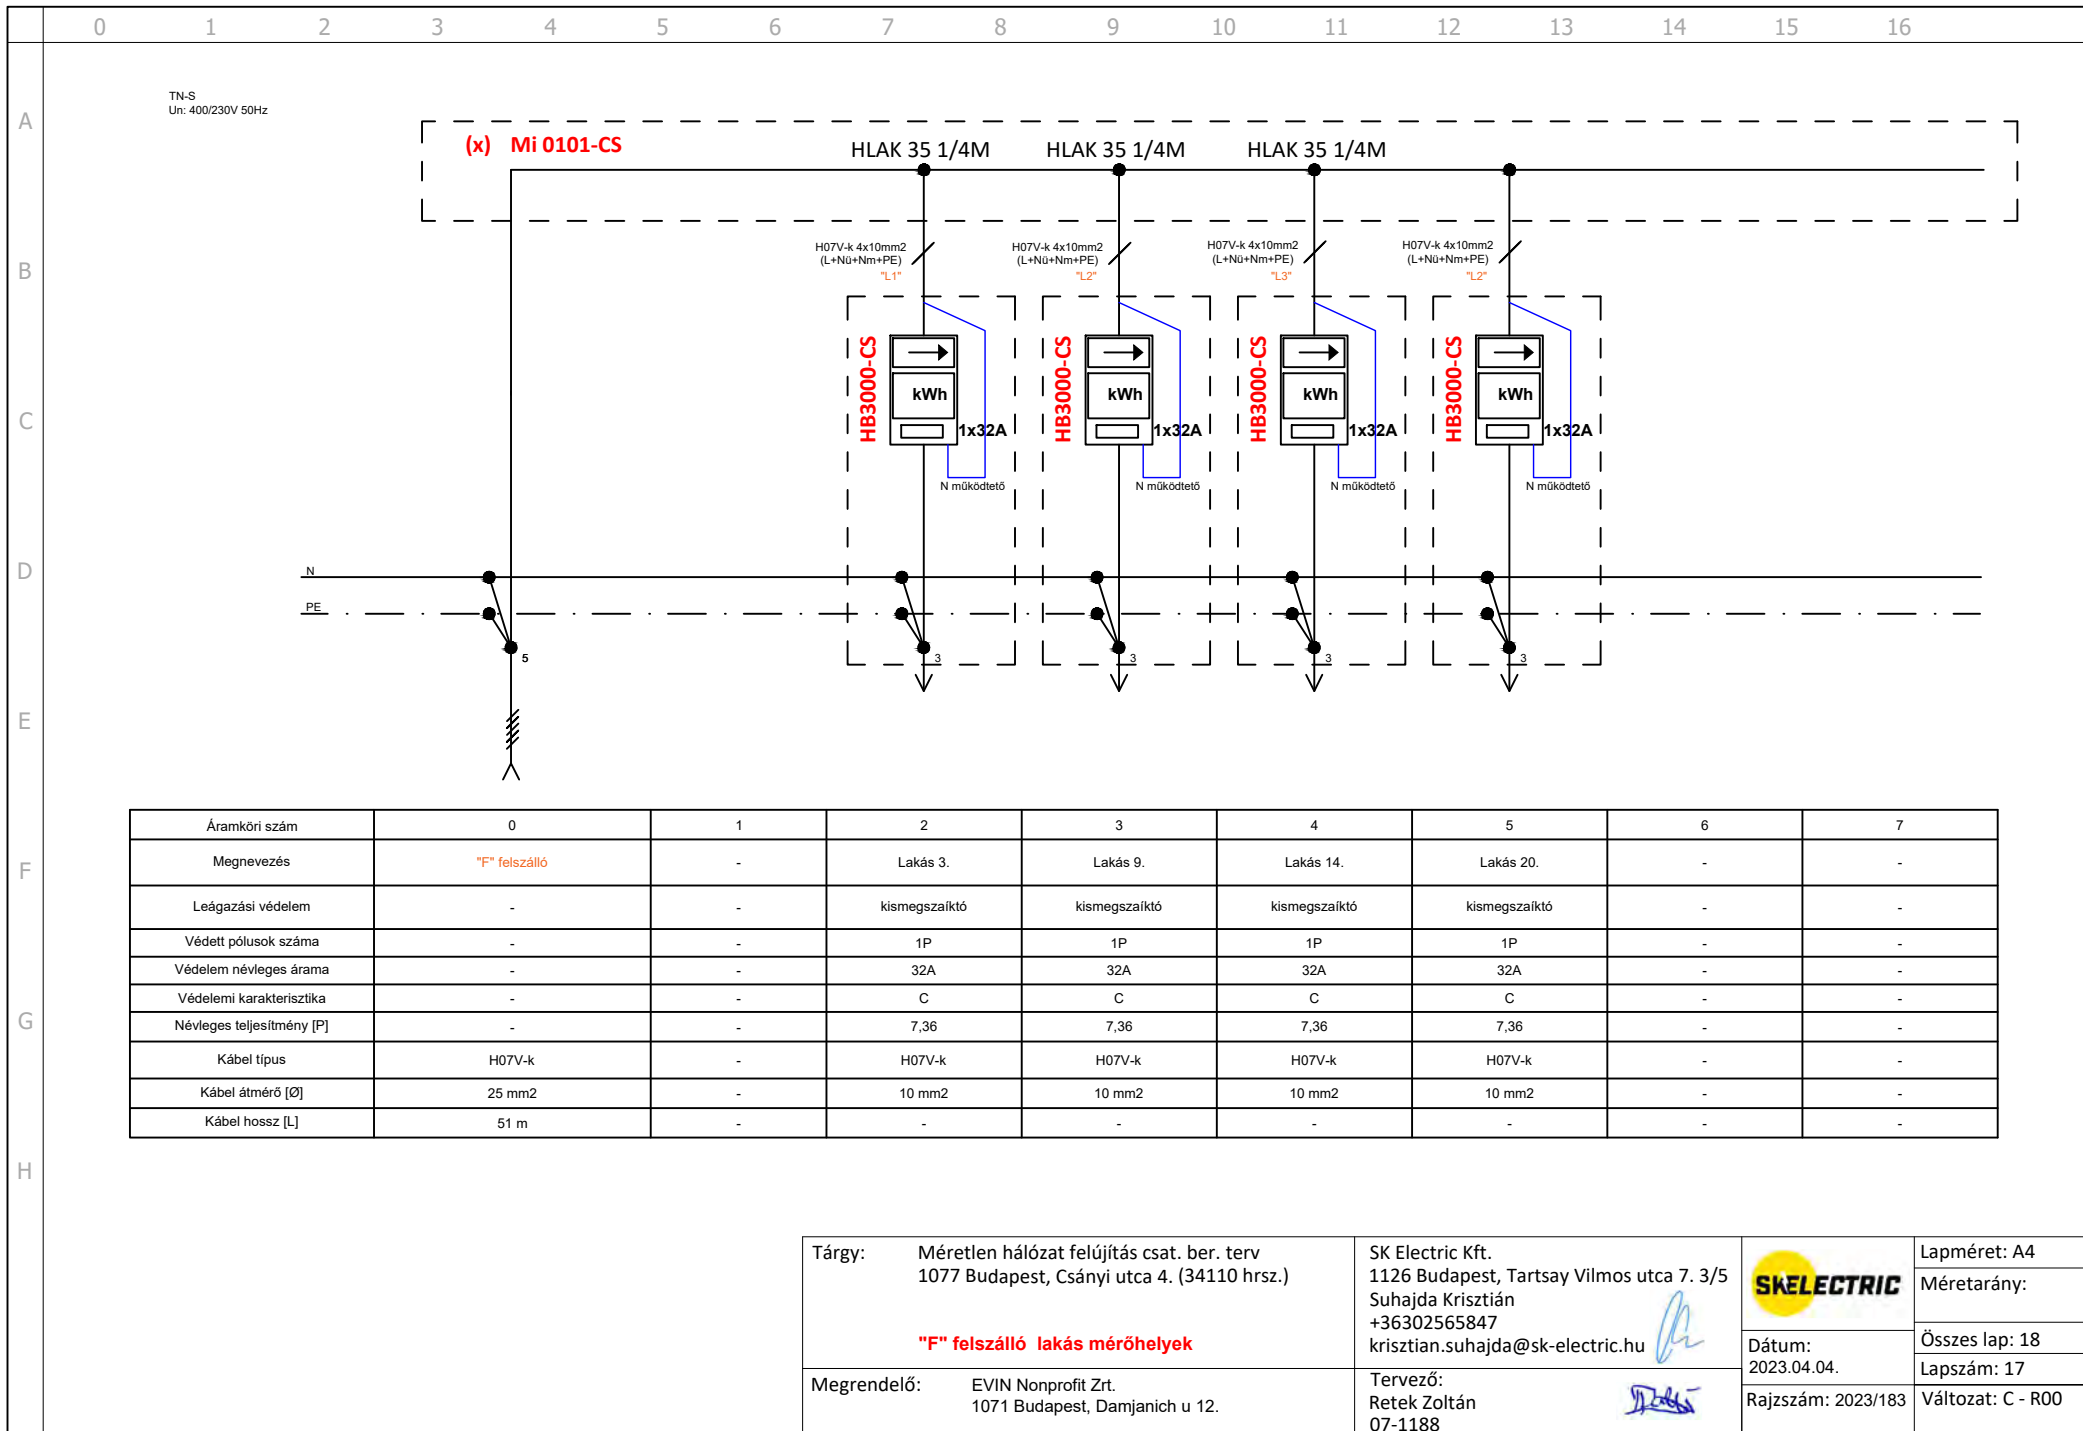 0 1 2 3 4 5 6 7 8 9 10 11 12 13 14 15 16
A
B
C
D
E
F
G
H
TN-S
Un: 400/230V 50Hz
(x) Mi 0101-CS
HLAK 35 1/4M HLAK 35 1/4M HLAK 35 1/4M
H07V-k 4x10mm2 H07V-k 4x10mm2 H07V-k 4x10mm2 H07V-k 4x10mm2
(L+Nü+Nm+PE) (L+Nü+Nm+PE) (L+Nü+Nm+PE) (L+Nü+Nm+PE)
"L1" "L2" "L3" "L2"
HB3000-CS HB3000-CS HB3000-CS HB3000-CS
kWh kWh kWh kWh
1x32A 1x32A 1x32A 1x32A
N működtető N működtető N működtető N működtető
N
PE
5 3 3 3 3
Áramköri szám 0 1 2 3 4 5 6 7
Megnevezés "F" felszálló - Lakás 3. Lakás 9. Lakás 14. Lakás 20. - -
Leágazási védelem - - kismegszaíktó kismegszaíktó kismegszaíktó kismegszaíktó - -
Védett pólusok száma - - 1P 1P 1P 1P - -
Védelem névleges árama - - 32A 32A 32A 32A - -
Védelemi karakterisztika - - C C C C - -
Névleges teljesítmény [P] - - 7,36 7,36 7,36 7,36 - -
Kábel típus H07V-k - H07V-k H07V-k H07V-k H07V-k - -
Kábel átmérő [Ø] 25 mm2 - 10 mm2 10 mm2 10 mm2 10 mm2 - -
Kábel hossz [L] 51 m - - - - - - -
Tárgy: Méretlen hálózat felújítás csat. ber. terv
1077 Budapest, Csányi utca 4. (34110 hrsz.)
"F" felszálló lakás mérőhelyek
Megrendelő: EVIN Nonprofit Zrt.
1071 Budapest, Damjanich u 12.
SK Electric Kft.
1126 Budapest, Tartsay Vilmos utca 7. 3/5
Suhajda Krisztián
+36302565847
krisztian.suhajda@sk-electric.hu
Tervező:
Retek Zoltán
07-1188
SKELECTRIC
Dátum:
2023.04.04.
Rajzszám: 2023/183
Lapméret: A4
Méretarány:
Összes lap: 18
Lapszám: 17
Változat: C - R00